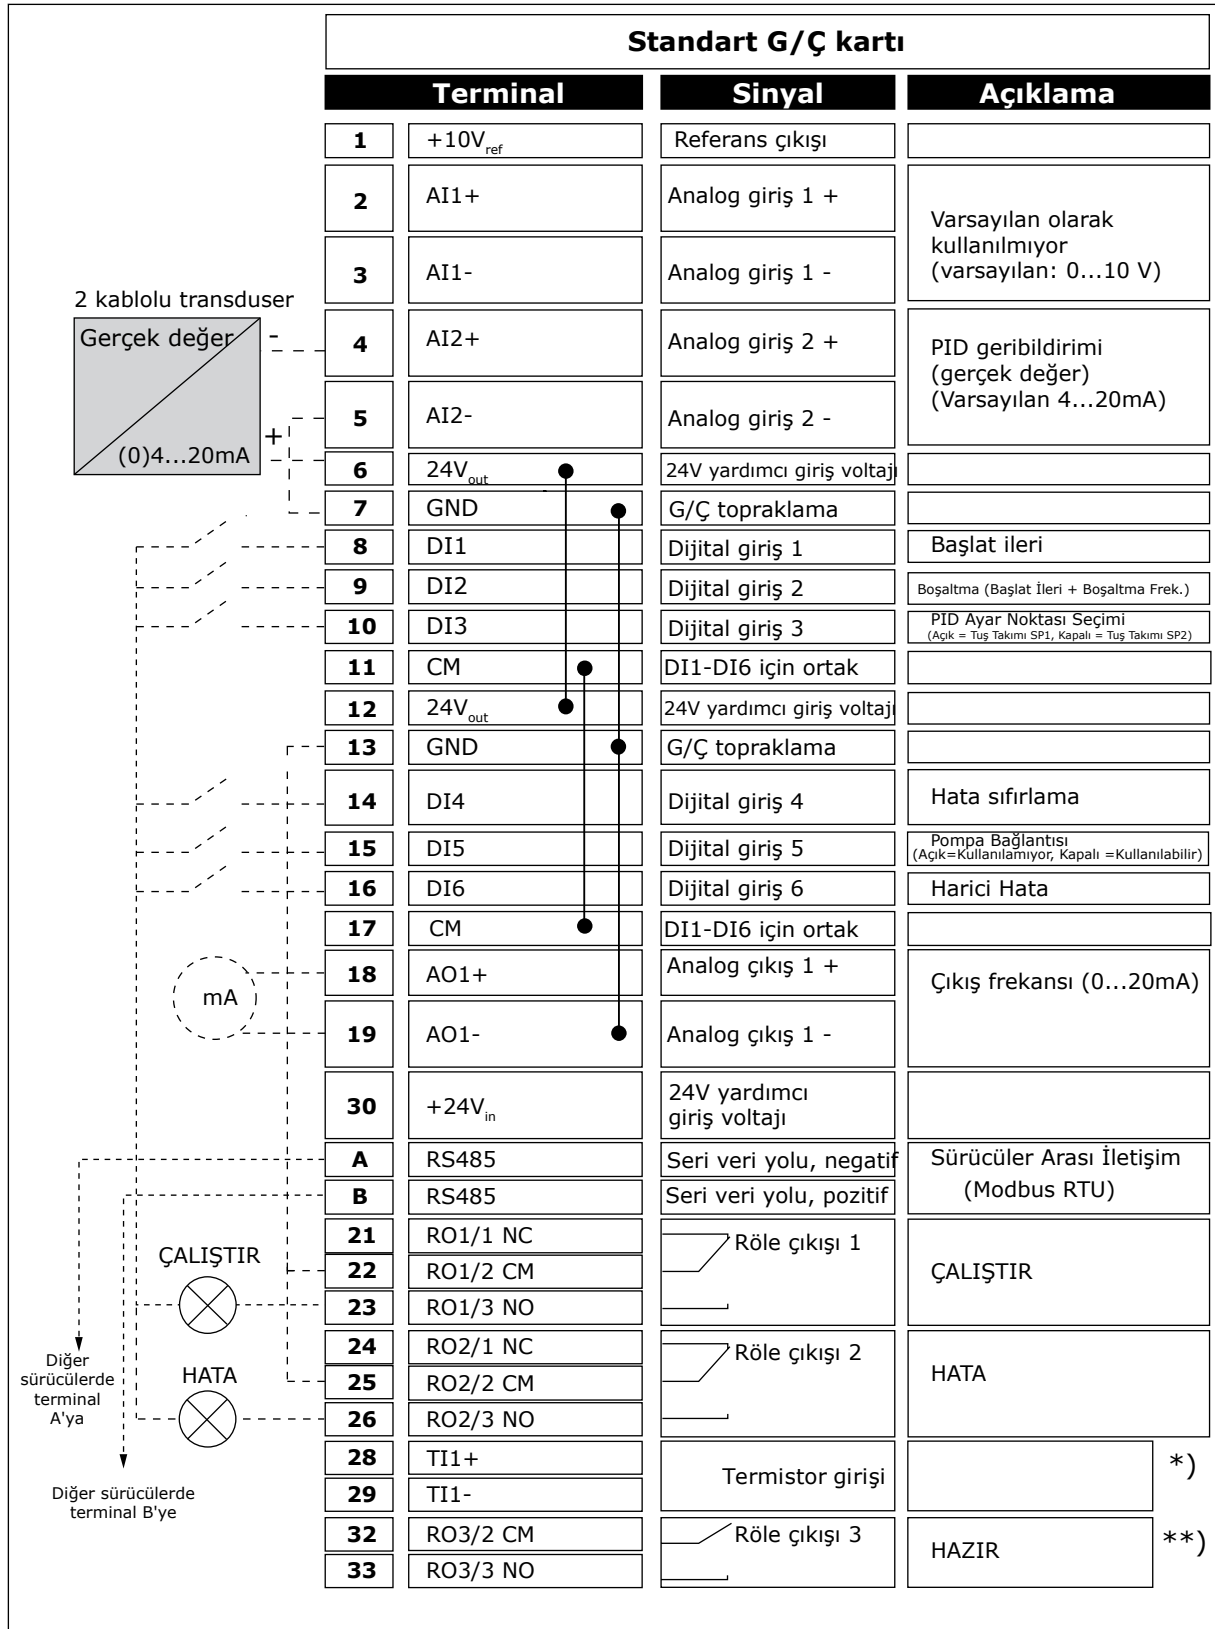 Standart G/Ç kartı
Terminal Sinyal Açıklama
1 +10Vref Referans çıkışı
2 AI1+ Analog giriş 1 +
3 AI1- Analog giriş 1 -
Varsayılan olarak
kullanılmıyor
(varsayılan: 0...10 V)
2 kablolu transduser
Gerçek değer
-
+
(0)4...20mA
4 AI2+ Analog giriş 2 +
5 AI2- Analog giriş 2 -
PID geribildirimi
(gerçek değer)
(Varsayılan 4...20mA)
6 24Vout 24V yardımcı giriş voltajı
7 GND G/Ç topraklama
8 DI1 Dijital giriş 1 Başlat ileri
9 DI2 Dijital giriş 2 Boşaltma (Başlat İleri + Boşaltma Frek.)
10 DI3 Dijital giriş 3 PID Ayar Noktası Seçimi
(Açık = Tuş Takımı SP1, Kapalı = Tuş Takımı SP2)
11 CM DI1-DI6 için ortak
12 24Vout 24V yardımcı giriş voltajı
13 GND G/Ç topraklama
14 DI4 Dijital giriş 4 Hata sıfırlama
15 DI5 Dijital giriş 5 Pompa Bağlantısı
(Açık=Kullanılamıyor, Kapalı =Kullanılabilir)
16 DI6 Dijital giriş 6 Harici Hata
17 CM DI1-DI6 için ortak
mA
18 AO1+ Analog çıkış 1 + Çıkış frekansı (0...20mA)
19 AO1- Analog çıkış 1 -
30 +24Vin 24V yardımcı
giriş voltajı
A RS485 Seri veri yolu, negatif Sürücüler Arası İletişim
B RS485 Seri veri yolu, pozitif (Modbus RTU)
21 RO1/1 NC Röle çıkışı 1
ÇALIŞTIR
22 RO1/2 CM ÇALIŞTIR
23 RO1/3 NO
24 RO2/1 NC Röle çıkışı 2
HATA
25 RO2/2 CM HATA
26 RO2/3 NO
Diğer
sürücülerde
terminal
A'ya
28 TI1+ Termistor girişi *)
29 TI1-
Diğer sürücülerde
terminal B'ye
32 RO3/2 CM Röle çıkışı 3 HAZIR **)
33 RO3/3 NO